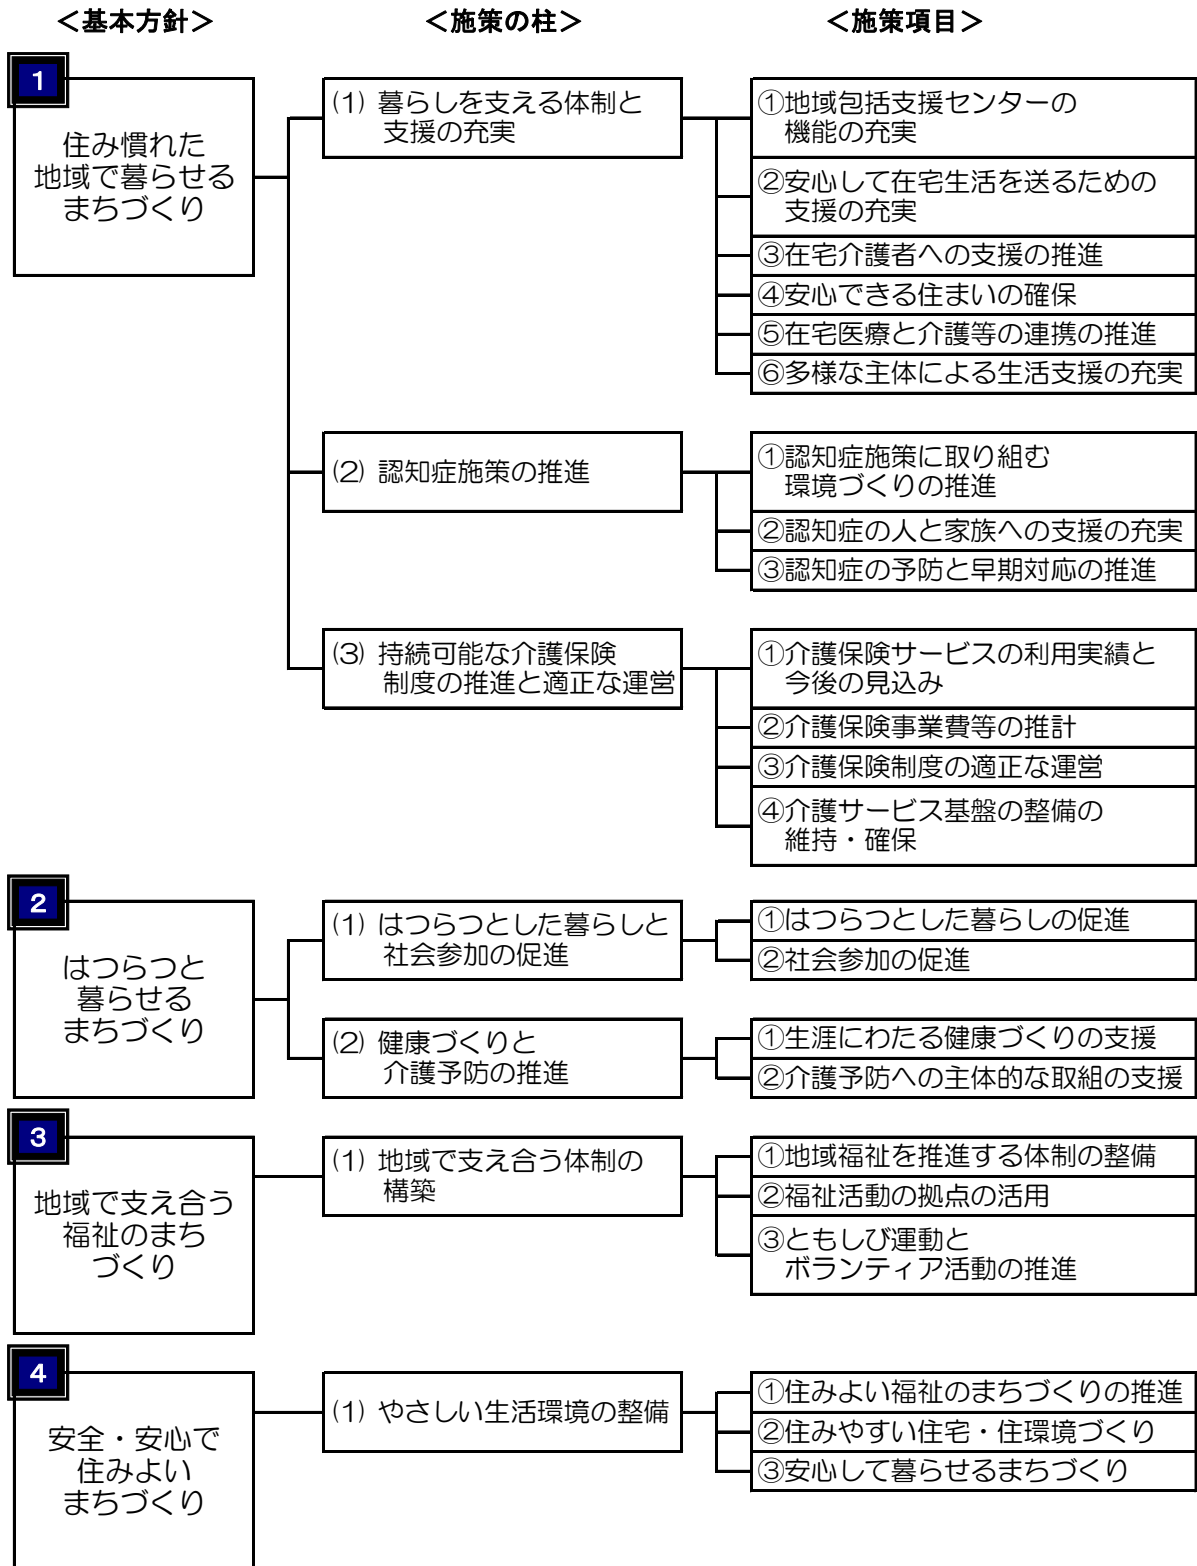 ＜基本方針＞
＜施策の柱＞
＜施策項目＞
1
住み慣れた
地域で暮らせる
まちづくり
(1) 暮らしを支える体制と
支援の充実
①地域包括支援センターの
機能の充実
②安心して在宅生活を送るための
支援の充実
③在宅介護者への支援の推進
④安心できる住まいの確保
⑤在宅医療と介護等の連携の推進
⑥多様な主体による生活支援の充実
(2) 認知症施策の推進
①認知症施策に取り組む
環境づくりの推進
②認知症の人と家族への支援の充実
③認知症の予防と早期対応の推進
(3) 持続可能な介護保険
制度の推進と適正な運営
①介護保険サービスの利用実績と
今後の見込み
②介護保険事業費等の推計
③介護保険制度の適正な運営
④介護サービス基盤の整備の
維持・確保
2
はつらつと
暮らせる
まちづくり
(1) はつらつとした暮らしと
社会参加の促進
①はつらつとした暮らしの促進
②社会参加の促進
(2) 健康づくりと
介護予防の推進
①生涯にわたる健康づくりの支援
②介護予防への主体的な取組の支援
3
地域で支え合う
福祉のまち
づくり
(1) 地域で支え合う体制の
構築
①地域福祉を推進する体制の整備
②福祉活動の拠点の活用
③ともしび運動と
ボランティア活動の推進
4
安全・安心で
住みよい
まちづくり
(1) やさしい生活環境の整備
①住みよい福祉のまちづくりの推進
②住みやすい住宅・住環境づくり
③安心して暮らせるまちづくり